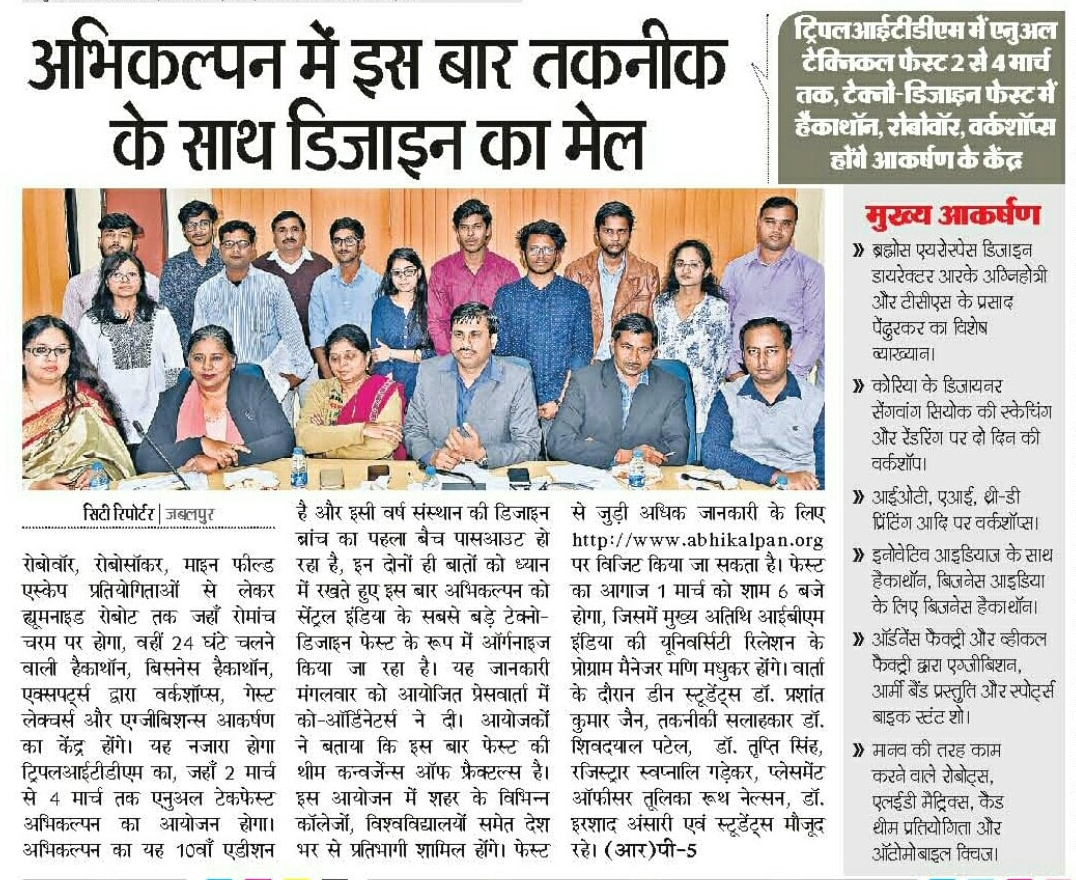 अभिकल्पन में इस बार तकनीक
के साथ डिजाइन का मेल
ट्रिपलआईटीडीएम में एनुअल
टेक्निकल फेस्ट 2 से 4 मार्च
तक, टेक्नो-डिजाइन फेस्ट में
हैकाथॉन, रोबोवॉर, वर्कशॉप्स
होंगे आकर्षण के केंद्र
सिटी रिपोर्टर | जबलपुर
रोबोवॉर, रोबोसॉकर, माइन फील्ड
एस्केप प्रतियोगिताओं से लेकर
ह्यूमनाइड रोबोट तक जहाँ रोमांच
चरम पर होगा, वहीं 24 घंटे चलने
वाली हैकाथॉन, बिसनेस हैकाथॉन,
एक्सपर्ट्स द्वारा वर्कशॉप्स, गेस्ट
लेक्चर्स और एग्जीबिशन्स आकर्षण
का केंद्र होंगे। यह नजारा होगा
ट्रिपलआईटीडीएम का, जहाँ 2 मार्च
से 4 मार्च तक एनुअल टेकफेस्ट
अभिकल्पन का आयोजन होगा।
अभिकल्पन का यह 10वाँ एडीशन
है और इसी वर्ष संस्थान की डिजाइन
ब्रांच का पहला बैच पासआउट हो
रहा है, इन दोनों ही बातों को ध्यान
में रखते हुए इस बार अभिकल्पन को
सेंट्रल इंडिया के सबसे बड़े टेक्नो-
डिजाइन फेस्ट के रूप में ऑर्गनाइज
किया जा रहा है। यह जानकारी
मंगलवार को आयोजित प्रेसवार्ता में
को-ऑर्डिनेटर्स ने दी। आयोजकों
ने बताया कि इस बार फेस्ट की
थीम कन्वर्जेन्स ऑफ फ्रैक्टल्स है।
इस आयोजन में शहर के विभिन्न
कॉलेजों, विश्वविद्यालयों समेत देश
भर से प्रतिभागी शामिल होंगे। फेस्ट
से जुड़ी अधिक जानकारी के लिए
http://www.abhikalpan.org
पर विजिट किया जा सकता है। फेस्ट
का आगाज 1 मार्च को शाम 6 बजे
होगा, जिसमें मुख्य अतिथि आईबीएम
इंडिया की यूनिवर्सिटी रिलेशन के
प्रोग्राम मैनेजर मणि मधुकर होंगे। वार्ता
के दौरान डीन स्टूडेंट्स डॉ. प्रशांत
कुमार जैन, तकनीकी सलाहकार डॉ.
शिवदयाल पटेल, डॉ. तृप्ति सिंह,
रजिस्ट्रार स्वप्नालि गड़ेकर, प्लेसमेंट
ऑफीसर तूलिका रूथ नेल्सन, डॉ.
इरशाद अंसारी एवं स्टूडेंट्स मौजूद
रहे। (आर)पी-5
मुख्य आकर्षण
» ब्रह्मोस एयरोस्पेस डिजाइन
डायरेक्टर आरके अग्निहोत्री
और टीसीएस के प्रसाद
पेंढुरकर का विशेष
व्याख्यान।
» कोरिया के डिजायनर
सेंगवांग सियोक की स्केचिंग
और रेंडरिंग पर दो दिन की
वर्कशॉप।
» आईओटी, एआई, थ्री-डी
प्रिंटिंग आदि पर वर्कशॉप्स।
» इनोवेटिव आइडियाज के साथ
हैकाथॉन, बिजनेस आइडिया
के लिए बिजनेस हैकाथॉन।
» ऑर्डनेंस फैक्ट्री और व्हीकल
फैक्ट्री द्वारा एग्जीबिशन,
आर्मी बैंड प्रस्तुति और स्पोर्ट्स
बाइक स्टंट शो।
» मानव की तरह काम
करने वाले रोबोट्स,
एलईडी मैट्रिक्स, कैड
थीम प्रतियोगिता और
ऑटोमोबाइल क्विज।